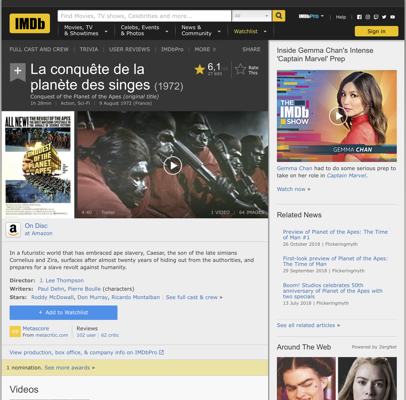 IMDb
Find Movies, TV shows, Celebrities and more...
All
IMDbPro
Help
Movies, TV & Showtimes
Celebs, Events & Photos
News & Community
Watchlist
Sign in
FULL CAST AND CREW | TRIVIA | USER REVIEWS | IMDbPro | MORE
SHARE
La conquête de la
planète des singes (1972)
6,1
Rate
This
Conquest of the Planet of the Apes (original title)
1h 28min | Action, Sci-Fi | 9 August 1972 (France)
ALL NEW!
1 VIDEO | 64 IMAGES
Trailer
On Disc
at Amazon
In a futuristic world that has embraced ape slavery, Caesar, the son of the late simians
Cornelius and Zira, surfaces after almost twenty years of hiding out from the authorities, and
prepares for a slave revolt against humanity.
Director: J. Lee Thompson
Writers: Paul Dehn, Pierre Boulle (characters)
Stars: Roddy McDowall, Don Murray, Ricardo Montalban | See full cast & crew »
+ Add to Watchlist
Metascore
From metacritic.com
Reviews
102 user | 62 critic
View production, box office, & company info on IMDbPro
1 nomination. See more awards »
Videos
Inside Gemma Chan's Intense
'Captain Marvel' Prep
THE
IMDb
SHOW
GEMMA CHAN
Gemma Chan had to do some serious prep to
take on her role in Captain Marvel.
Watch now »
Related News
Preview of Planet of the Apes: The Time of
Man #1
26 October 2018 | Flickeringmyth
First-look preview of Planet of the Apes:
The Time of Man
29 September 2018 | Flickeringmyth
Boom! Studios celebrates 50th
anniversary of Planet of the Apes with
two specials
13 July 2018 | Flickeringmyth
See all related articles »
Around The Web
Powered by ZergNet